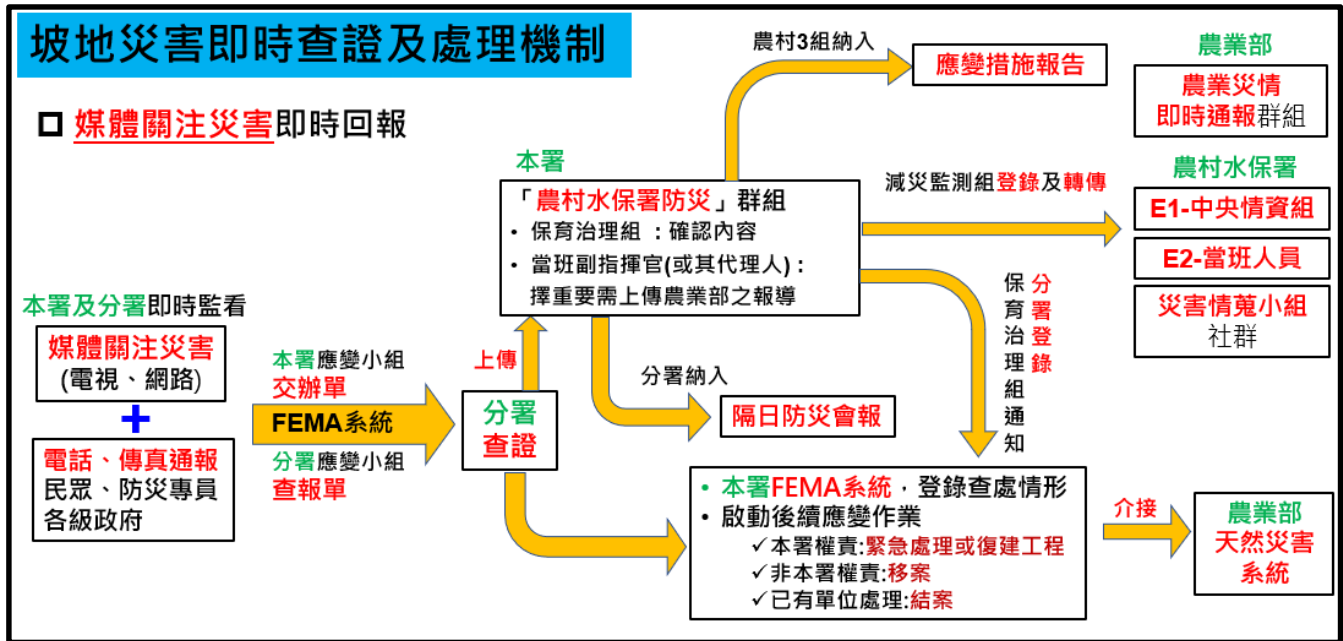 坡地災害即時查證及處理機制
媒體關注災害即時回報
農村3組納入
應變措施報告
農業部
農業災情
即時通報群組
本署
「農村水保署防災」群組
• 保育治理組 ：確認內容
• 當班副指揮官(或其代理人)：
擇重要需上傳農業部之報導
減災監測組登錄及轉傳
農村水保署
E1-中央情資組
E2-當班人員
災害情蒐小組
社群
本署及分署即時監看
媒體關注災害
(電視、網路)
+
電話、傳真通報
民眾、防災專員
各級政府
本署應變小組
交辦單
FEMA系統
分署應變小組
查報單
上傳
分署
查證
分署納入
隔日防災會報
保育治理組通知
分署登錄
• 本署FEMA系統，登錄查處情形
• 啟動後續應變作業
✓本署權責:緊急處理或復建工程
✓非本署權責:移案
✓已有單位處理:結案
介接
農業部
天然災害
系統